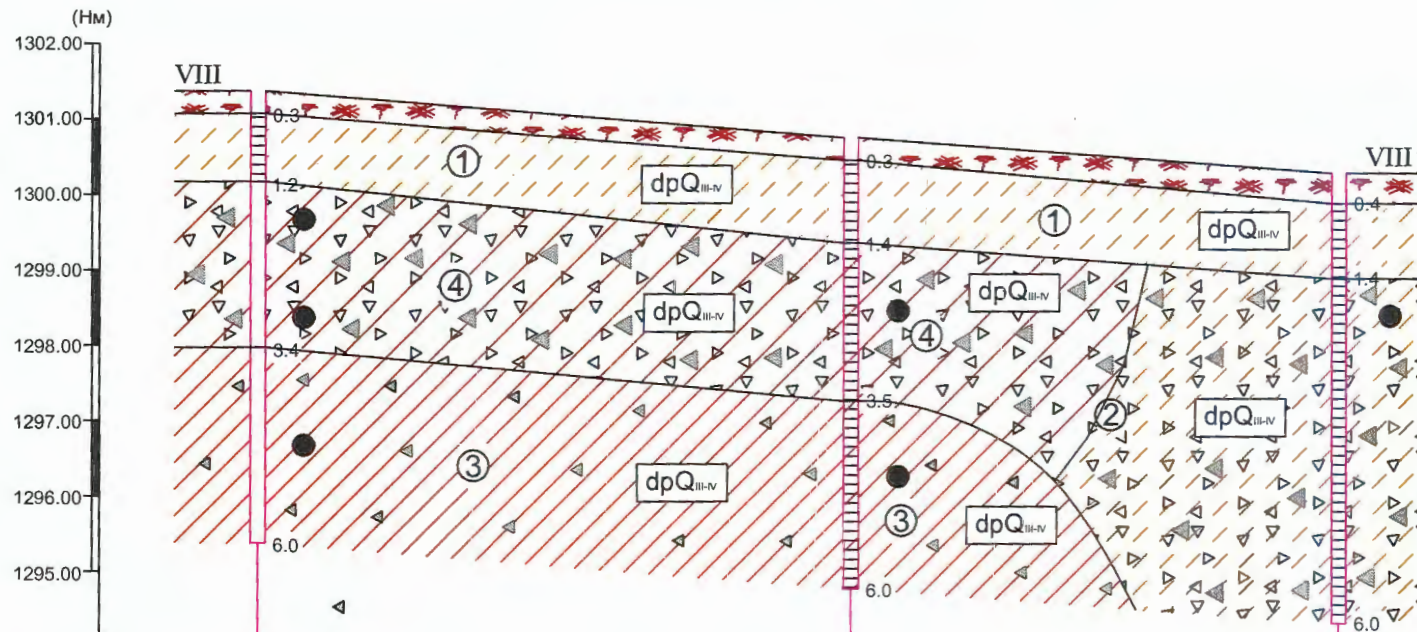 (Нм)
1302.00
VIII
1301.00
0.3
0.3
VIII
①
dpQIII-IV
1300.00
1.2
0.4
①
dpQIII-IV
1.4
1299.00
④
dpQIII-IV
dpQIII-IV
1.4
④
1298.00
3.4
3.5
②
dpQIII-IV
1297.00
③
dpQIII-IV
1296.00
③
dpQIII-IV
6.0
1295.00
6.0
6.0